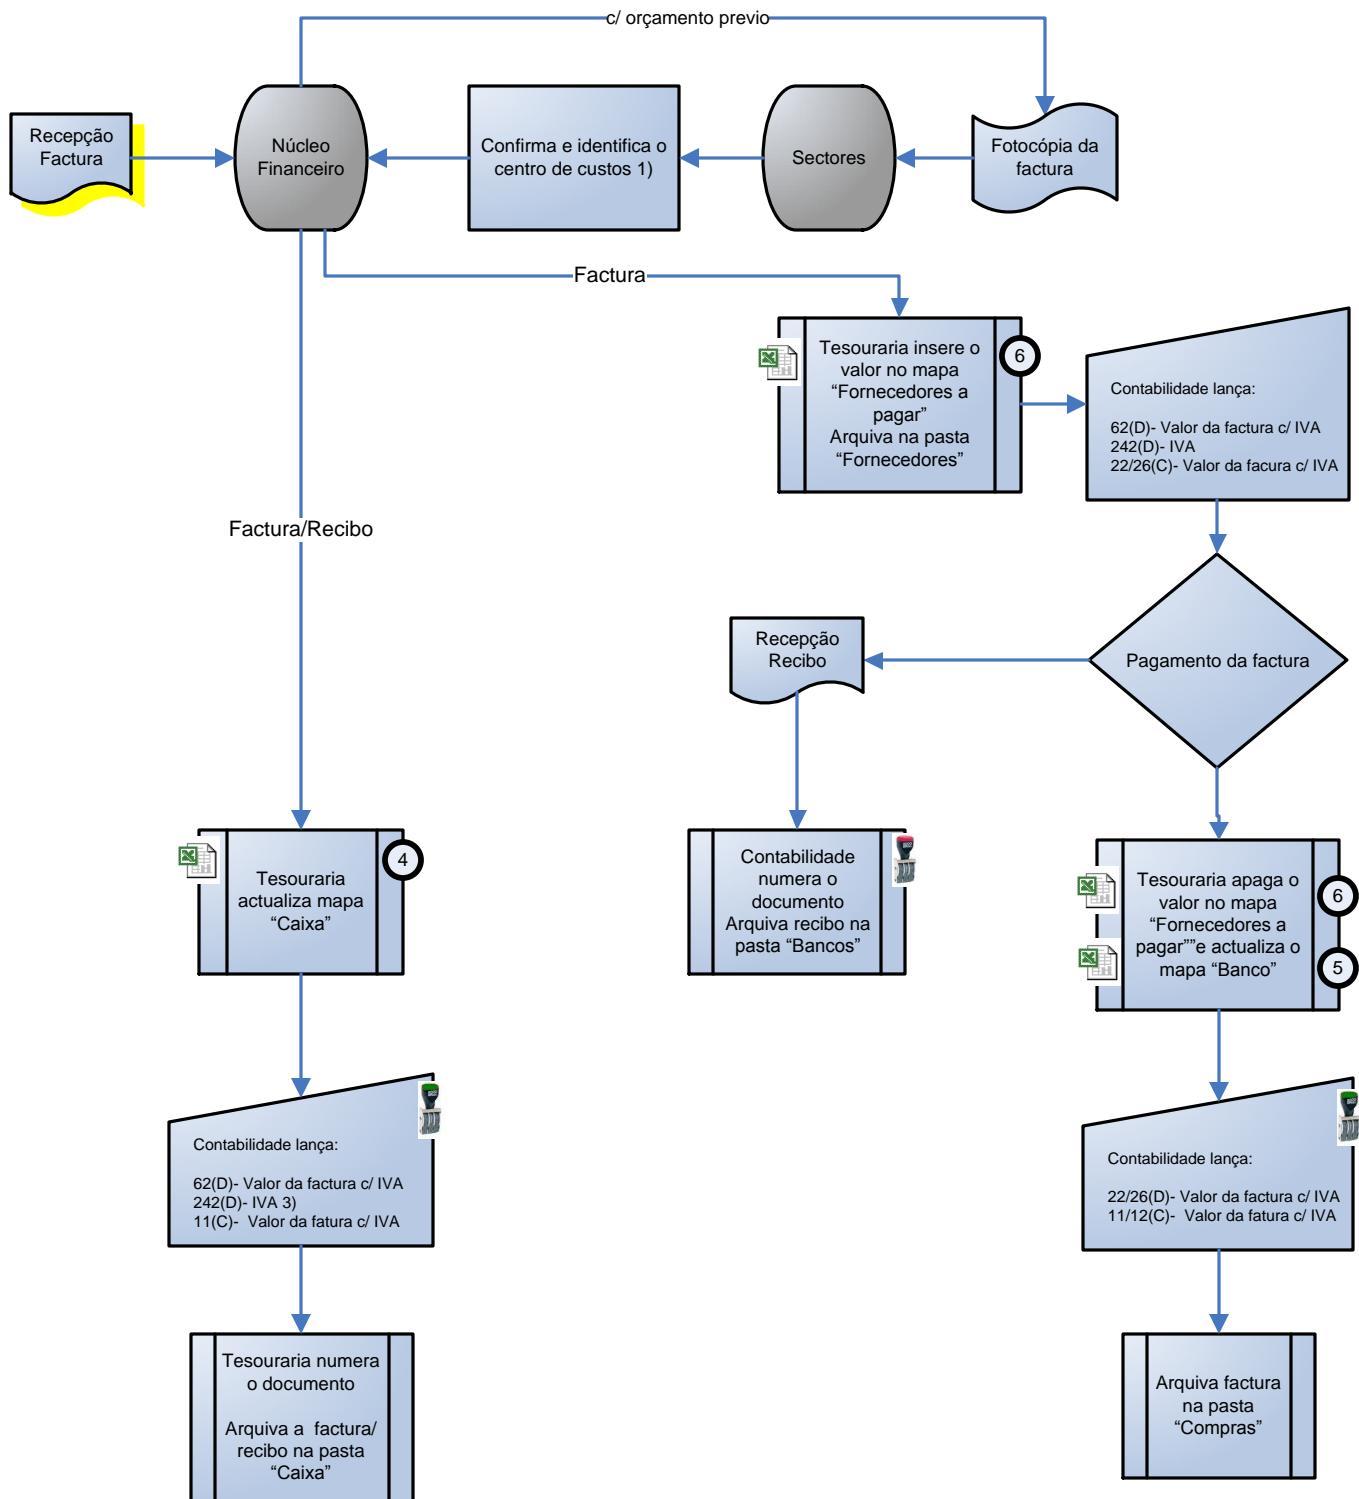 c/ orçamento previo
Recepção
Factura
Núcleo
Financeiro
Confirma e identifica o
centro de custos 1)
Sectores
Fotocópia da
factura
Factura
Tesouraria insere o
valor no mapa
“Fornecedores a
pagar”
Arquiva na pasta
“Fornecedores”
6
Contabilidade lança:
62(D)- Valor da factura c/ IVA
242(D)- IVA
22/26(C)- Valor da facura c/ IVA
Factura/Recibo
Recepção
Recibo
Pagamento da factura
Tesouraria
actualiza mapa
“Caixa”
4
Contabilidade
numera o
documento
Arquiva recibo na
pasta “Bancos”
Tesouraria apaga o
valor no mapa
“Fornecedores a
pagar””e actualiza o
mapa “Banco”
6
5
Contabilidade lança:
62(D)- Valor da factura c/ IVA
242(D)- IVA 3)
11(C)- Valor da fatura c/ IVA
Contabilidade lança:
22/26(D)- Valor da factura c/ IVA
11/12(C)- Valor da fatura c/ IVA
Tesouraria numera
o documento
Arquiva a factura/
recibo na pasta
“Caixa”
Arquiva factura
na pasta
“Compras”